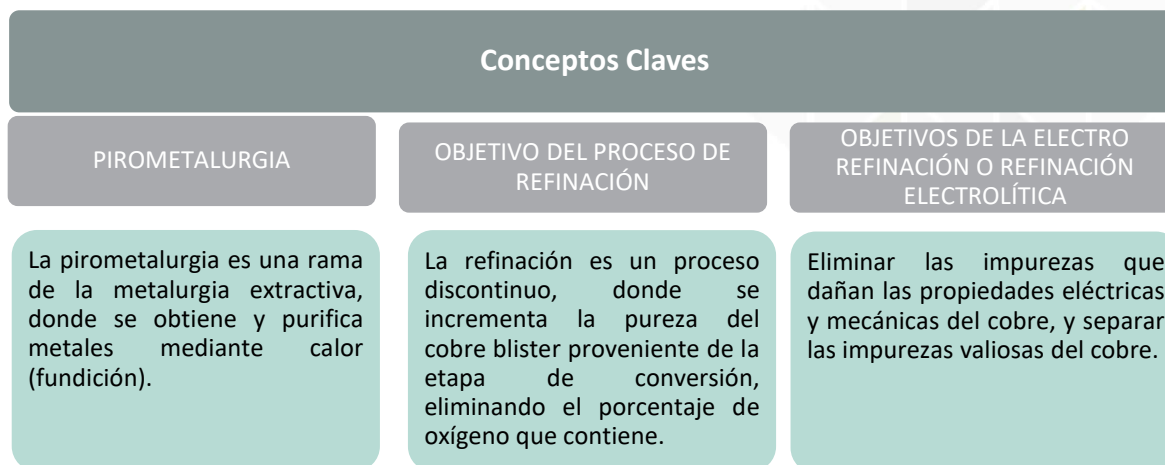 Conceptos Claves
PIROMETALURGIA
La pirometalurgia es una rama
de la metalurgia extractiva,
donde se obtiene y purifica
metales mediante calor
(fundición).
OBJETIVO DEL PROCESO DE
REFINACIÓN
La refinación es un proceso
discontinuo, donde se
incrementa la pureza del
cobre blister proveniente de la
etapa de conversión,
eliminando el porcentaje de
oxígeno que contiene.
OBJETIVOS DE LA ELECTRO
REFINACIÓN O REFINACIÓN
ELECTROLÍTICA
Eliminar las impurezas que
dañan las propiedades eléctricas
y mecánicas del cobre, y separar
las impurezas valiosas del cobre.